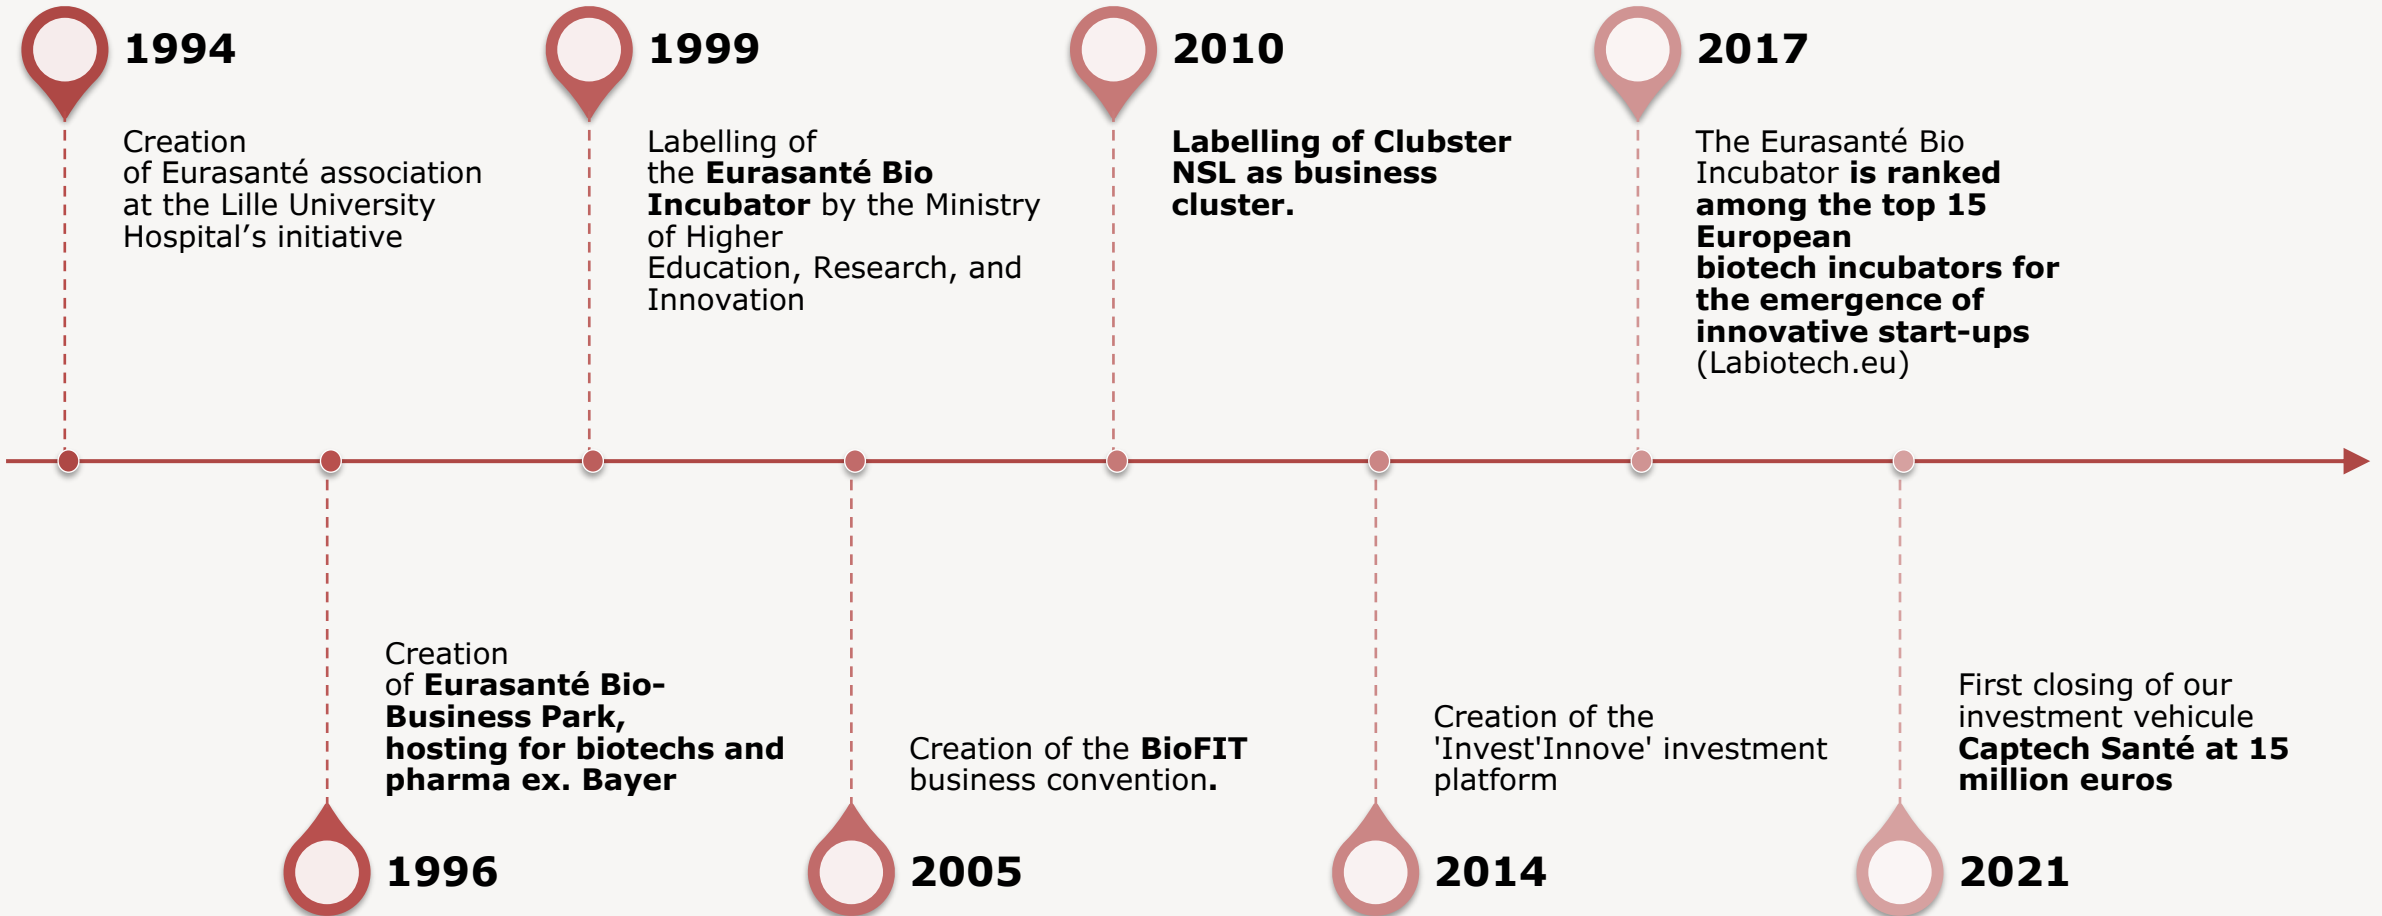 1994
Creation
of Eurasanté association
at the Lille University
Hospital’s initiative
1996
Creation
of Eurasanté Bio-
Business Park,
hosting for biotechs and
pharma ex. Bayer
1999
Labelling of
the Eurasanté Bio
Incubator by the Ministry
of Higher
Education, Research, and
Innovation
2005
Creation of the BioFIT
business convention.
2010
Labelling of Clubster
NSL as business
cluster.
2014
Creation of the
'Invest'Innove' investment
platform
2017
The Eurasanté Bio
Incubator is ranked
among the top 15
European
biotech incubators for
the emergence of
innovative start-ups
(Labiotech.eu)
2021
First closing of our
investment vehicule
Captech Santé at 15
million euros